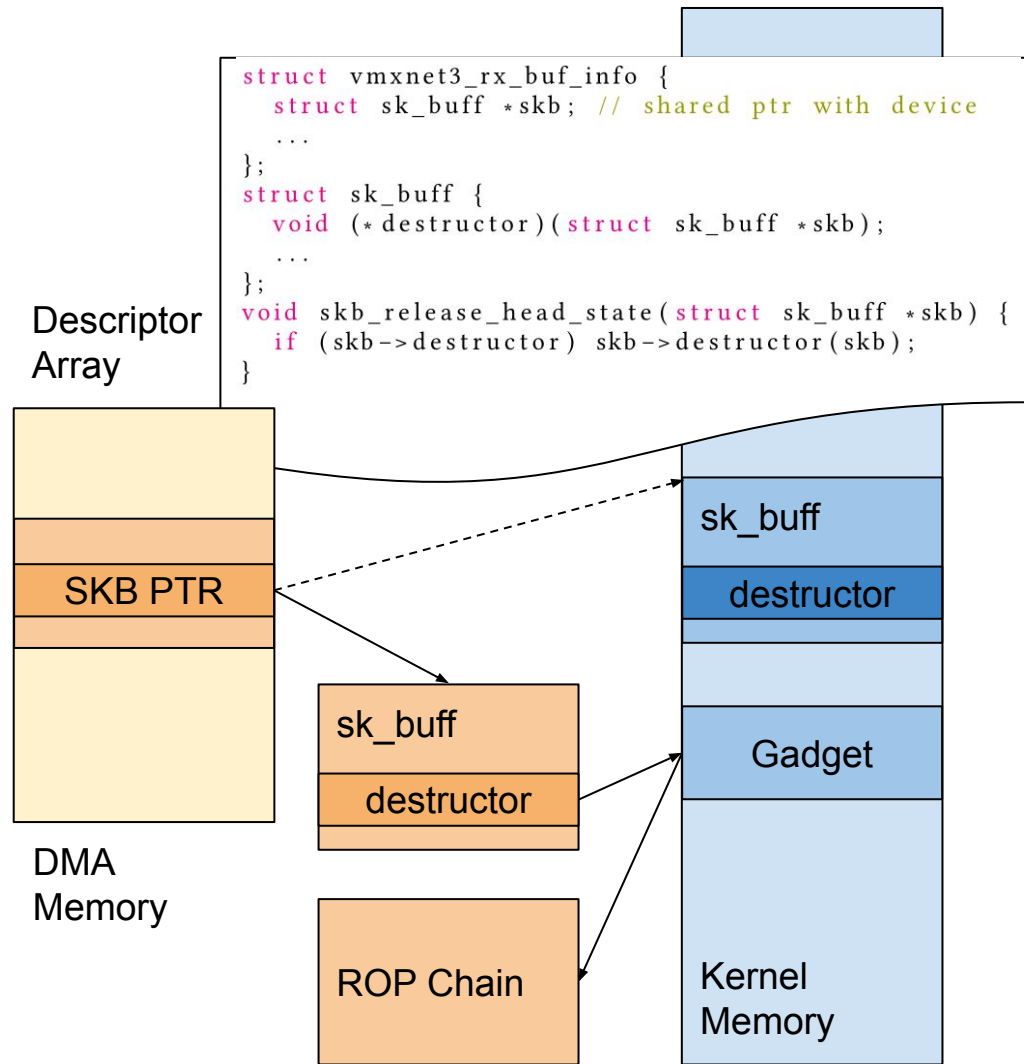 struct vmxnet3_rx_buf_info {
  struct sk_buff *skb; // shared ptr with device
  ...
};
struct sk_buff {
  void (*destructor)(struct sk_buff *skb);
  ...
};
void skb_release_head_state(struct sk_buff *skb) {
  if (skb->destructor) skb->destructor(skb);
}
Descriptor
Array
SKB PTR
DMA
Memory
sk_buff
destructor
ROP Chain
sk_buff
destructor
Gadget
Kernel
Memory